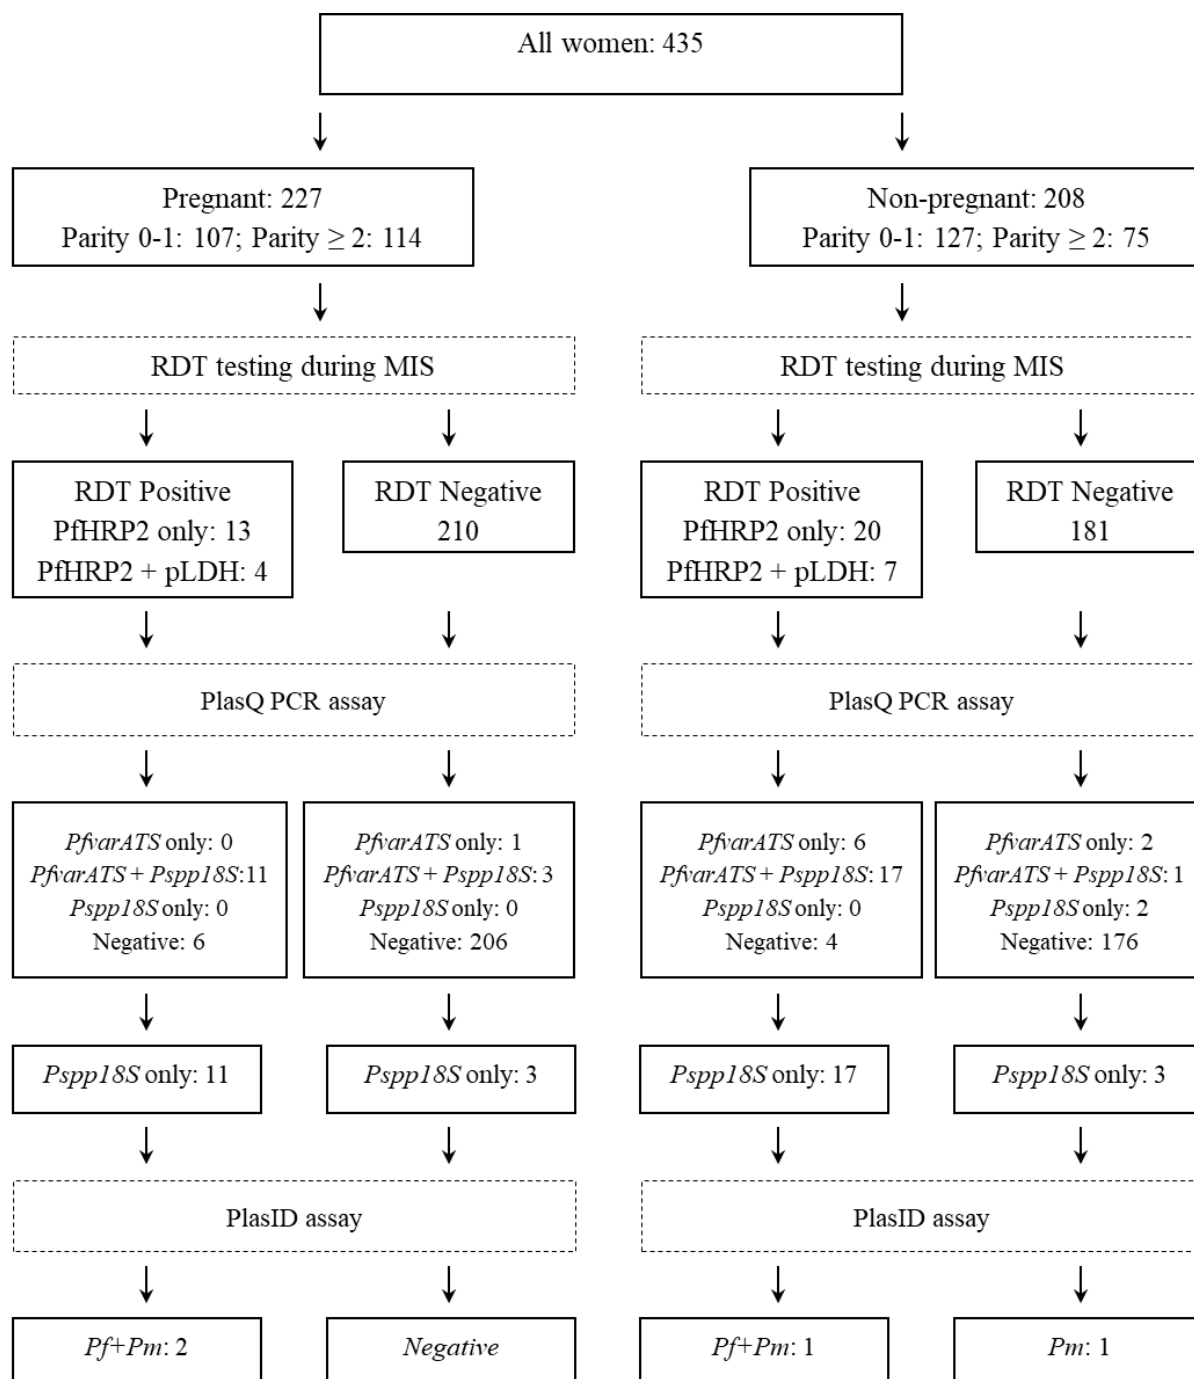 All women: 435
Pregnant: 227
Parity 0-1: 107; Parity ≥ 2: 114
Non-pregnant: 208
Parity 0-1: 127; Parity ≥ 2: 75
RDT testing during MIS
RDT testing during MIS
RDT Positive
PfHRP2 only: 13
PfHRP2 + pLDH: 4
RDT Negative
210
RDT Positive
PfHRP2 only: 20
PfHRP2 + pLDH: 7
RDT Negative
181
PlasQ PCR assay
PlasQ PCR assay
PfvarATS only: 0
PfvarATS + Pspp18S:11
Pspp18S only: 0
Negative: 6
PfvarATS only: 1
PfvarATS + Pspp18S: 3
Pspp18S only: 0
Negative: 206
PfvarATS only: 6
PfvarATS + Pspp18S: 17
Pspp18S only: 0
Negative: 4
PfvarATS only: 2
PfvarATS + Pspp18S: 1
Pspp18S only: 2
Negative: 176
Pspp18S only: 11
Pspp18S only: 3
Pspp18S only: 17
Pspp18S only: 3
PlasID assay
PlasID assay
Pf+Pm: 2
Negative
Pf+Pm: 1
Pm: 1